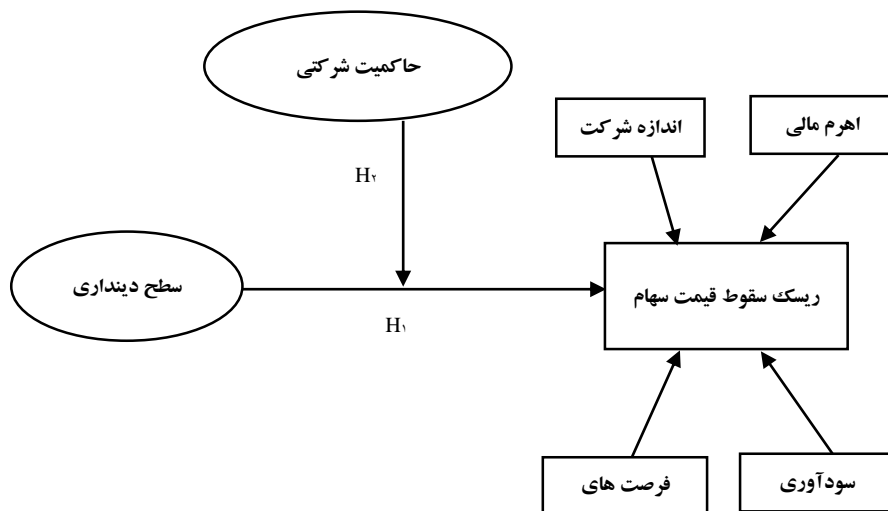 حاکمیت شرکتی
اهرم مالی
اندازه شرکت
H۲
سطح دینداری
ریسک سقوط قیمت سهام
H۱
سودآوری
فرصت های